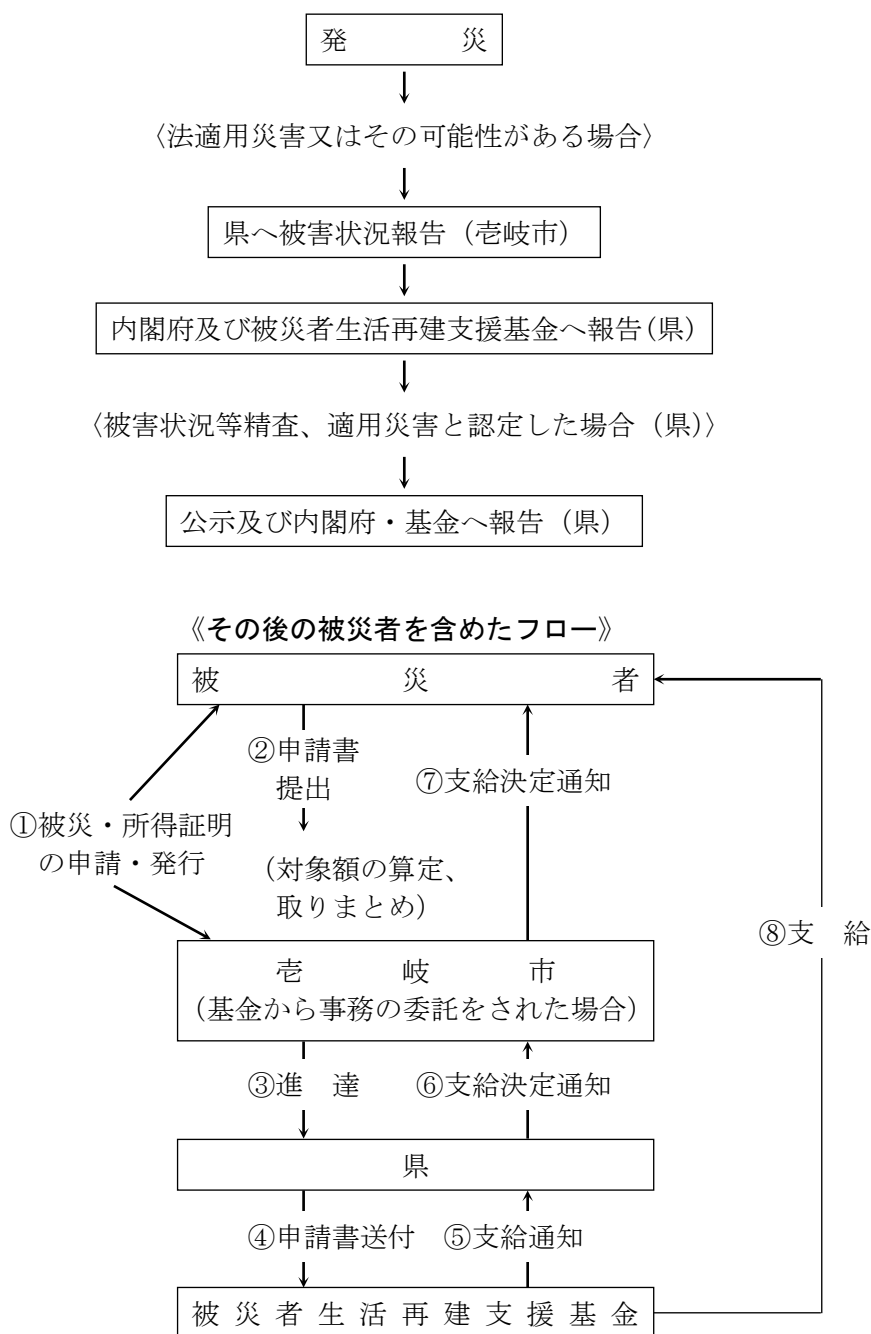 発　　　災
〈法適用災害又はその可能性がある場合〉
県へ被害状況報告（壱岐市）
内閣府及び被災者生活再建支援基金へ報告(県)
〈被害状況等精査、適用災害と認定した場合（県)〉
公示及び内閣府・基金へ報告（県）
《その後の被災者を含めたフロー》
被　　　災　　　者
②申請書
提出
⑦支給決定通知
①被災・所得証明
の申請・発行
（対象額の算定、
取りまとめ）
⑧支　給
壱　　岐　　市
（基金から事務の委託をされた場合）
③進　達
⑥支給決定通知
県
④申請書送付
⑤支給通知
被災者生活再建支援基金